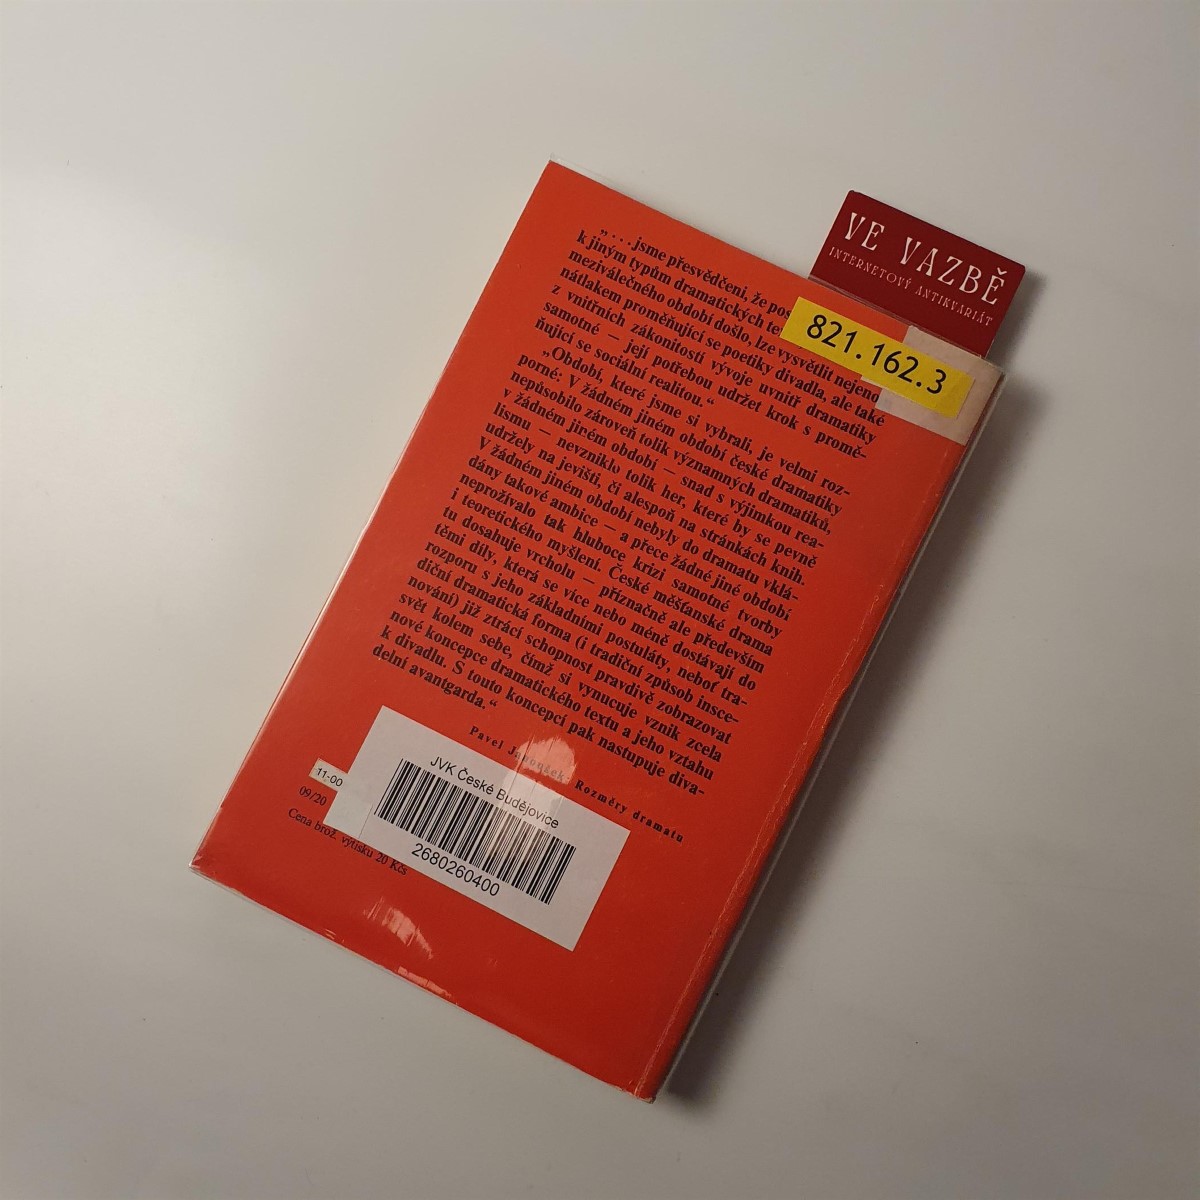 VE VAZBĚ
INTERNETOVÝ ANTIKVARIÁT
821.162.3
„. . . jsme přesvědčeni, že
k jiným typům dramatických
meziválečného období došlo, lze vysvětlit nejenom
nátlakem proměňující se poetiky divadla, ale také
z vnitřních zákonitostí vývoje uvnitř dramatiky
samotné — její potřebou udržet krok s promě-
ňující se sociální realitou.“
„Období, které jsme si vybrali, je velmi roz-
porné: V žádném jiném období české dramatiky
nepůsobilo zároveň tolik významných dramatiků,
v žádném jiném období — snad s výjimkou rea-
lismu — nevzniklo tolik her, které by se pevně
udržely na jevišti, či alespoň na stránkách knih.
V žádném jiném období nebyly do dramatu vklá-
dány takové ambice — a přece žádné jiné období
neprožívalo tak hluboce krizi samotné tvorby
i teoretického myšlení. České měšťanské drama
tu dosahuje vrcholu — příznačně ale především
těmi díly, která se více nebo méně dostávají do
rozporu s jeho základními postuláty, neboť tra-
diční dramatická forma (i tradiční způsob insce-
nování) již ztrácí schopnost pravdivě zobrazovat
svět kolem sebe, čímž si vynucuje vznik zcela
nové koncepce dramatického textu a jeho vztahu
k divadlu. S touto koncepcí pak nastupuje diva-
delní avantgarda.“
Pavel Janoušek, Rozměry dramatu
JVK České Budějovice
2680260400
11:00
09/20
Cena brož. výtisku 20 Kčs